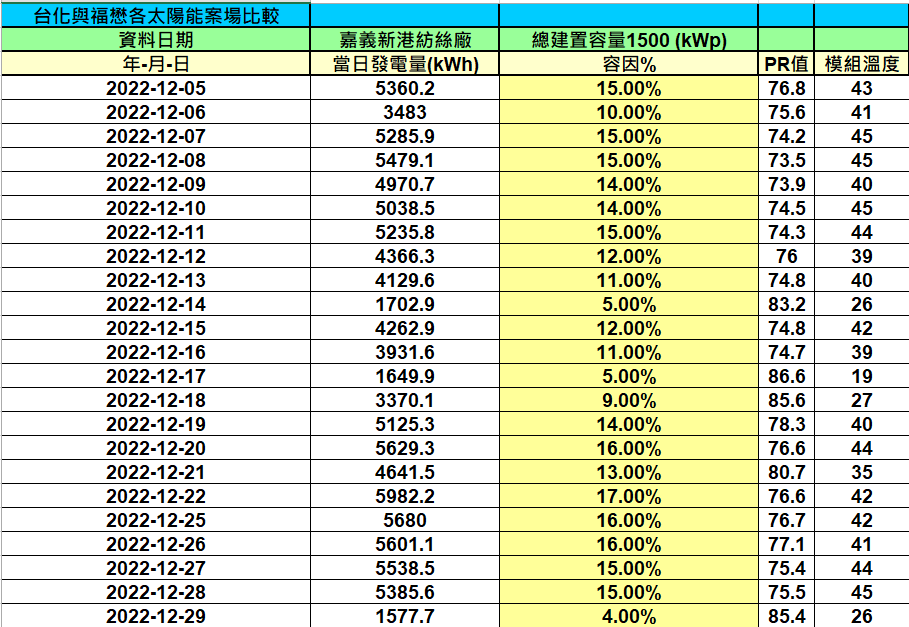 台化與福懋各太陽能案場比較
資料日期 嘉義新港紡絲廠 總建置容量1500 (kWp)
年-月-日 當日發電量(kWh) 容因% PR值 模組溫度
2022-12-05 5360.2 15.00% 76.8 43
2022-12-06 3483 10.00% 75.6 41
2022-12-07 5285.9 15.00% 74.2 45
2022-12-08 5479.1 15.00% 73.5 45
2022-12-09 4970.7 14.00% 73.9 40
2022-12-10 5038.5 14.00% 74.5 45
2022-12-11 5235.8 15.00% 74.3 44
2022-12-12 4366.3 12.00% 76 39
2022-12-13 4129.6 11.00% 74.8 40
2022-12-14 1702.9 5.00% 83.2 26
2022-12-15 4262.9 12.00% 74.8 42
2022-12-16 3931.6 11.00% 74.7 39
2022-12-17 1649.9 5.00% 86.6 19
2022-12-18 3370.1 9.00% 85.6 27
2022-12-19 5125.3 14.00% 78.3 40
2022-12-20 5629.3 16.00% 76.6 44
2022-12-21 4641.5 13.00% 80.7 35
2022-12-22 5982.2 17.00% 76.6 42
2022-12-25 5680 16.00% 76.7 42
2022-12-26 5601.1 16.00% 77.1 41
2022-12-27 5538.5 15.00% 75.4 44
2022-12-28 5385.6 15.00% 75.5 45
2022-12-29 1577.7 4.00% 85.4 26